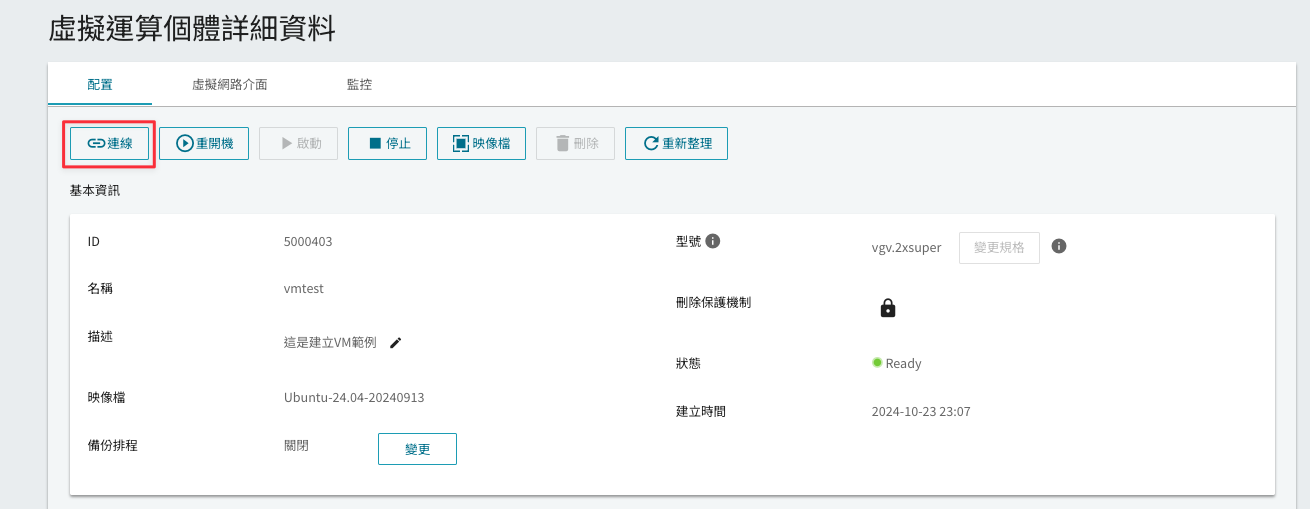 虛擬運算個體詳細資料
配置 虛擬網路介面 監控
連線 重開機 啟動 停止 映像檔 刪除 重新整理
基本資訊
ID 5000403
名稱 vmtest
描述 這是建立VM範例
映像檔 Ubuntu-24.04-20240913
備份排程 關閉 變更
型號 vgv.2xsuper 變更規格
刪除保護機制
狀態 Ready
建立時間 2024-10-23 23:07